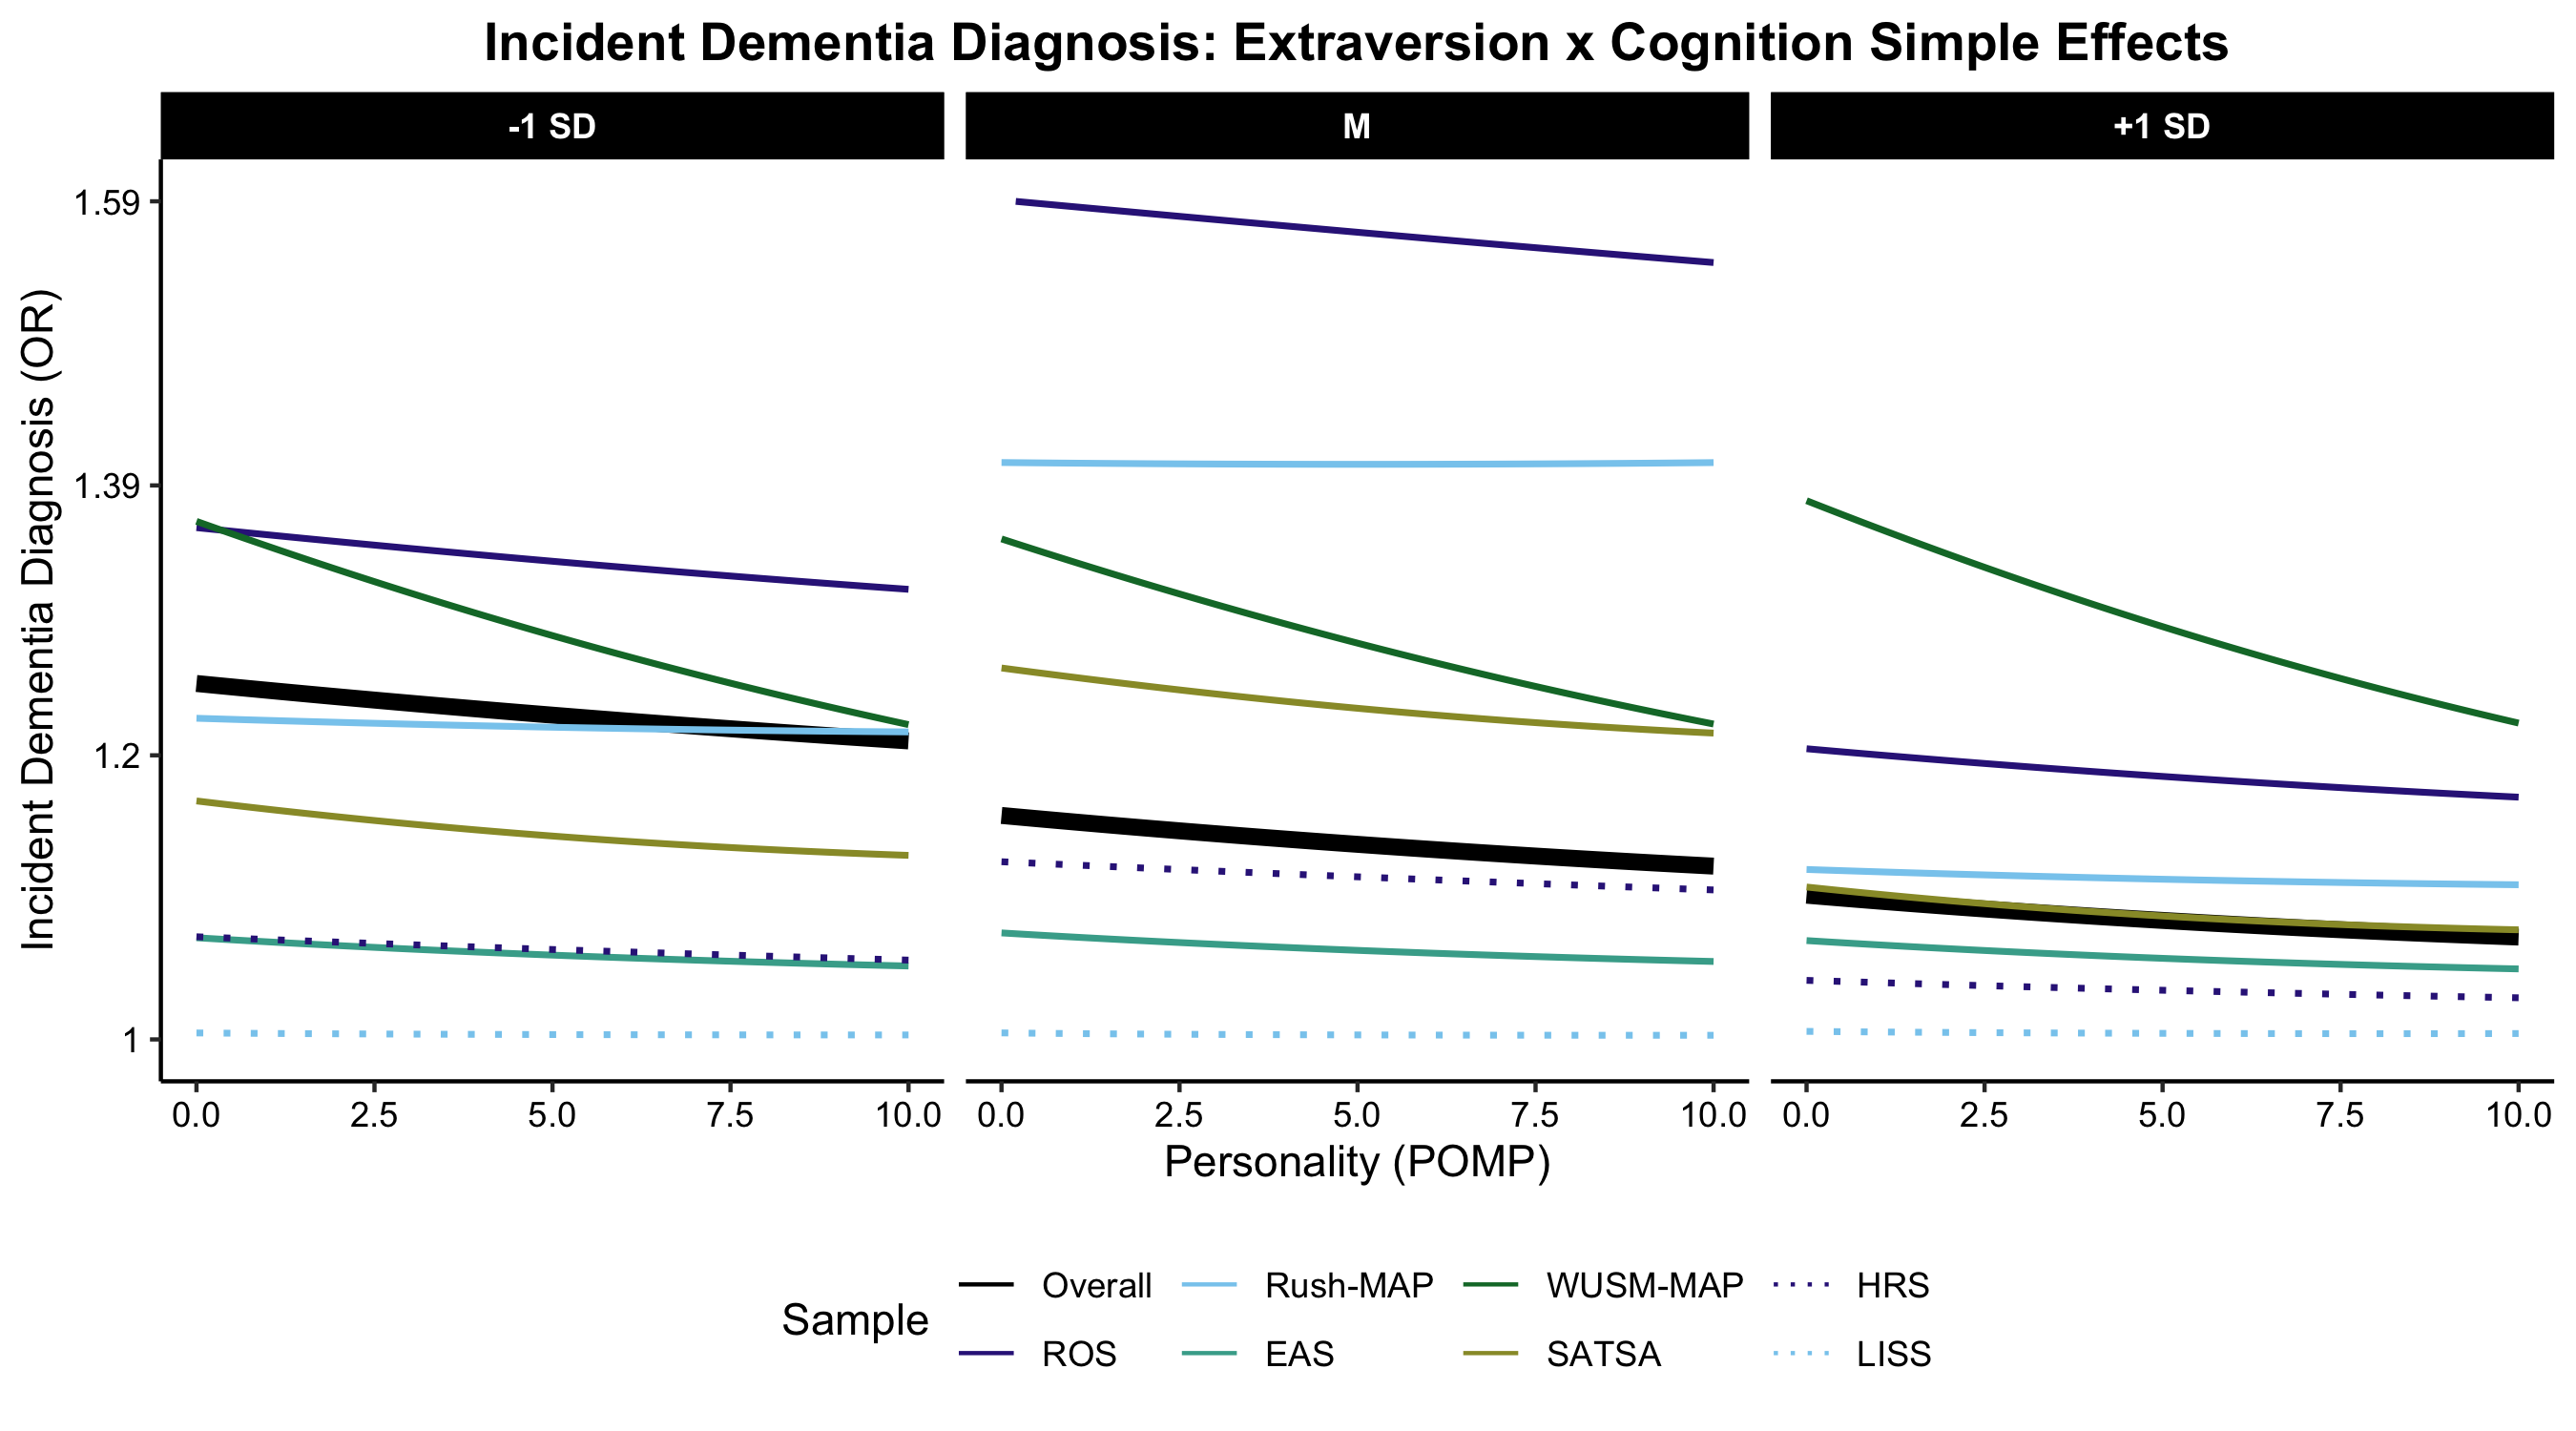 Incident Dementia Diagnosis: Extraversion x Cognition Simple Effects
-1 SD
M
+1 SD
Incident Dementia Diagnosis (OR)
1.59
1.39
1.2
1
0.0 2.5 5.0 7.5 10.0
0.0 2.5 5.0 7.5 10.0
0.0 2.5 5.0 7.5 10.0
Personality (POMP)
Sample
Overall Rush-MAP WUSM-MAP HRS
ROS EAS SATSA LISS